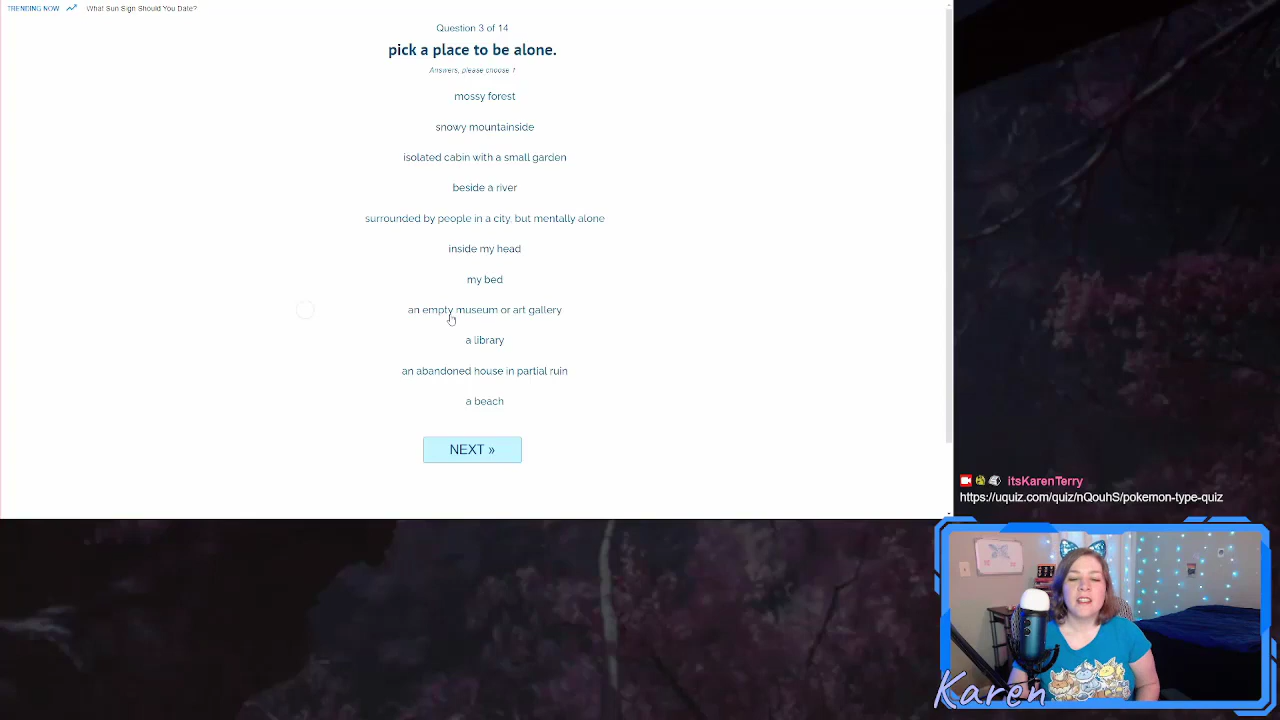 TRENDING NOW What Sun Sign Should You Date?
Question 3 of 14
pick a place to be alone.
Answers, please choose 1
mossy forest
snowy mountainside
isolated cabin with a small garden
beside a river
surrounded by people in a city, but mentally alone
inside my head
my bed
an empty museum or art gallery
a library
an abandoned house in partial ruin
a beach
NEXT »
itsKarenTerry
https://uquiz.com/quiz/nQouhS/pokemon-type-quiz
Karen